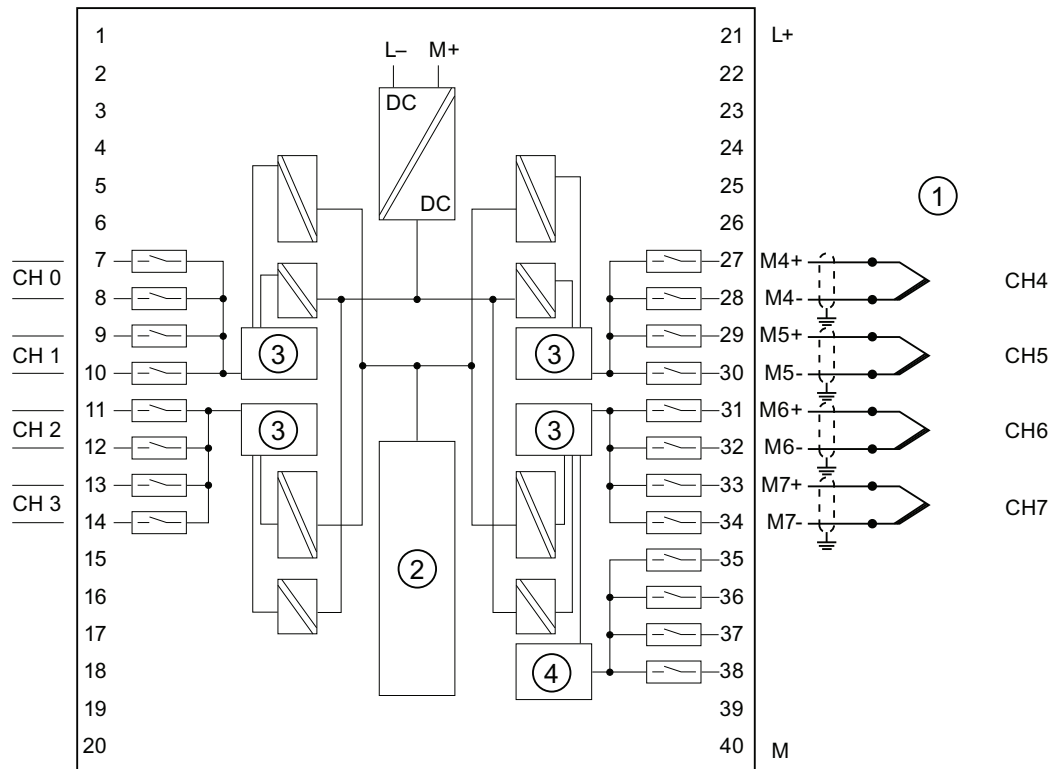 1 21 L+
L– M+
2 22
DC
3 23
4 24
5 25
①
DC
6 26
7 27 M4+
CH 0 CH4
8 28 M4-
9 29 M5+
CH 1 ③ ③ CH5
10 30 M5-
11 31 M6+
CH 2 ③ ③ CH6
12 32 M6-
13 33 M7+
CH 3 CH7
14 34 M7-
15 35
②
16 36
17 37
18 ④ 38
19 39
20 40 M